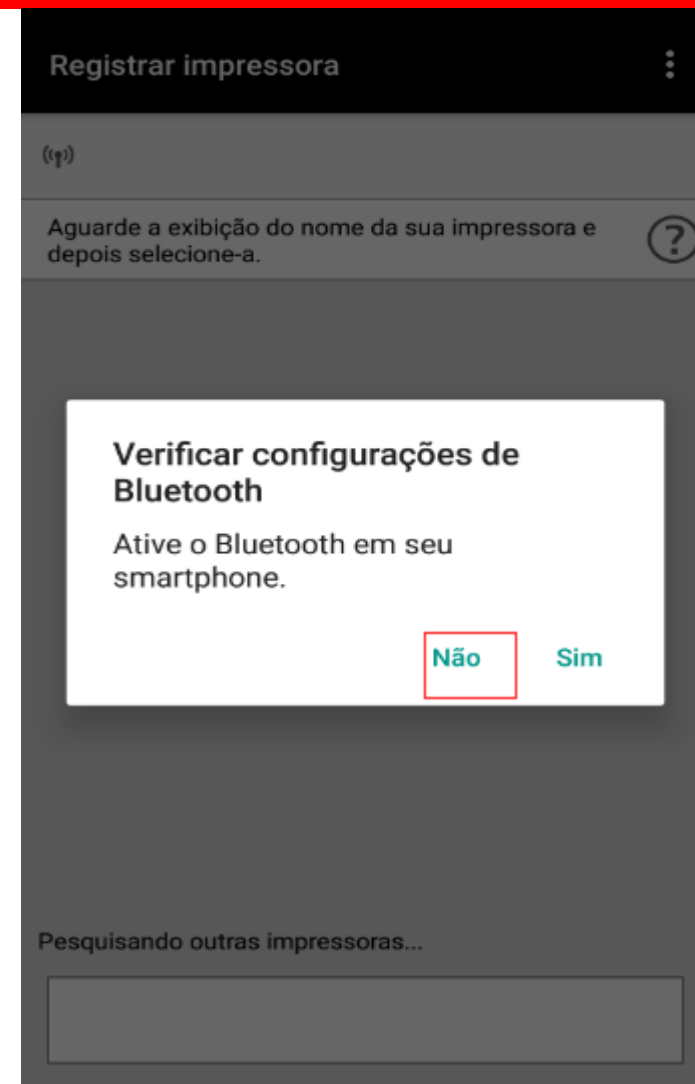 Registrar impressora
Aguarde a exibição do nome da sua impressora e
depois selecione-a.
?
Verificar configurações de
Bluetooth
Ative o Bluetooth em seu
smartphone.
Não Sim
Pesquisando outras impressoras...